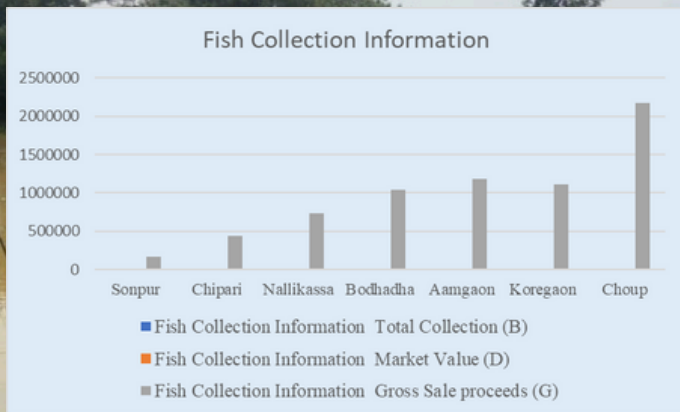 Fish Collection Information
2500000
2000000
1500000
1000000
500000
0
Sonpur Chipari Nallikassa Bodhadha Aamgaon Koregaon Choup
Fish Collection Information Total Collection (B)
Fish Collection Information Market Value (D)
Fish Collection Information Gross Sale proceeds (G)